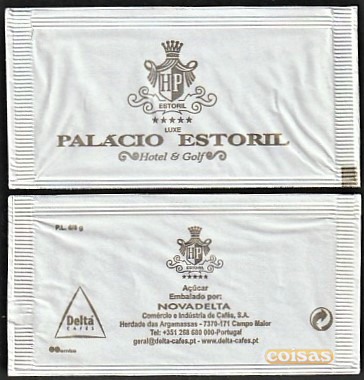 HP
ESTORIL
★★★★★
LUXE
PALÁCIO ESTORIL
Hotel & Golf
P.L. 6/8 g
HP
ESTORIL
★★★★★
Açúcar
Embalado por:
NOVADELTA
Comércio e Indústria de Cafés, S.A.
Herdade das Argamassas - 7370-171 Campo Maior
Tel: +351 268 680 000-Portugal
geral@delta-cafes.pt - www.delta-cafes.pt
Delta
CAFÉS
coisas